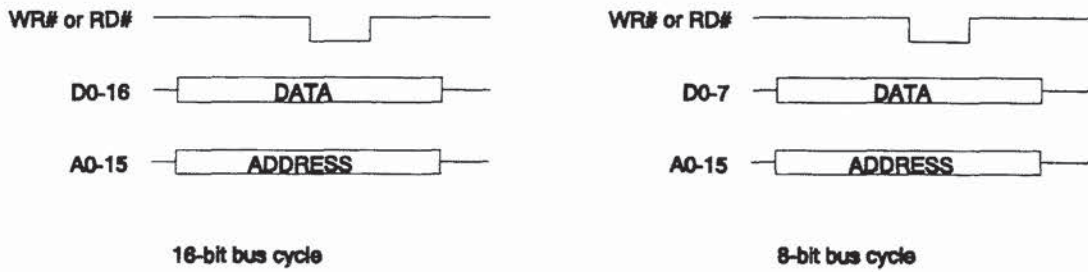 WR# or RD#
D0-16
DATA
A0-15
ADDRESS
16-bit bus cycle
WR# or RD#
D0-7
DATA
A0-15
ADDRESS
8-bit bus cycle